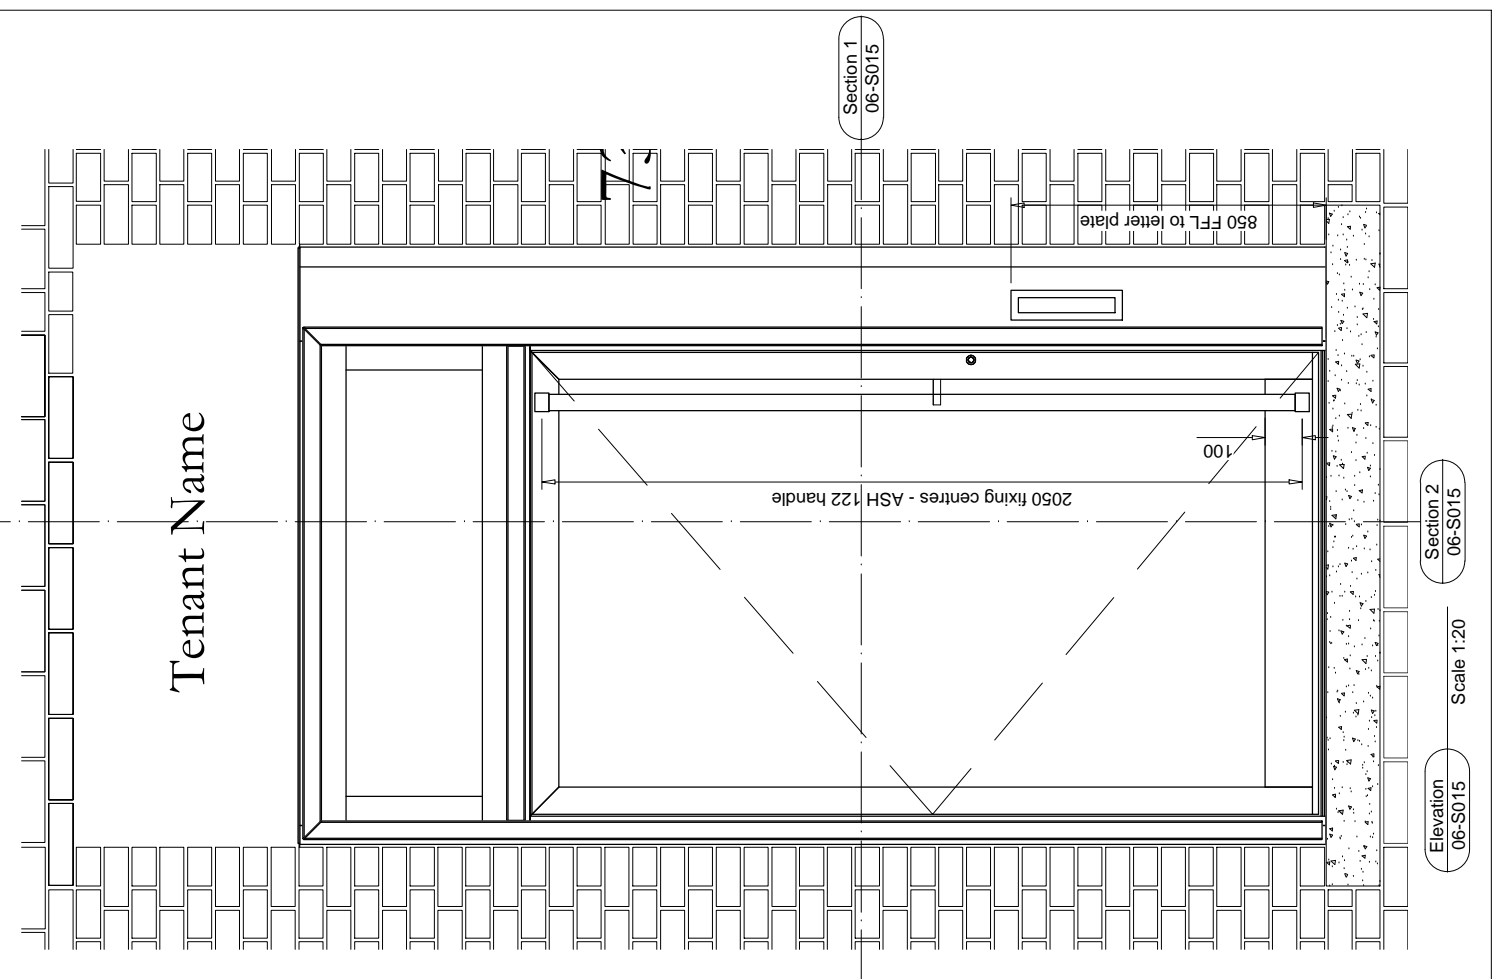 Section 1
06-S015
850 FFL to letter plate
Tenant Name
100
2050 fixing centres - ASH 122 handle
Section 2
06-S015
Scale 1:20
Elevation
06-S015